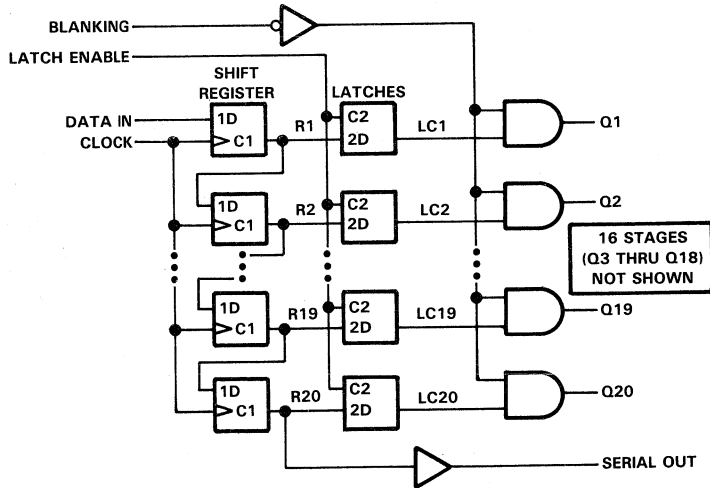 BLANKING
LATCH ENABLE
SHIFT
REGISTER
LATCHES
DATA IN
CLOCK
1D
C1
R1
C2
2D
LC1
Q1
1D
C1
R2
C2
2D
LC2
Q2
16 STAGES
(Q3 THRU Q18)
NOT SHOWN
1D
C1
R19
C2
2D
LC19
Q19
1D
C1
R20
C2
2D
LC20
Q20
SERIAL OUT